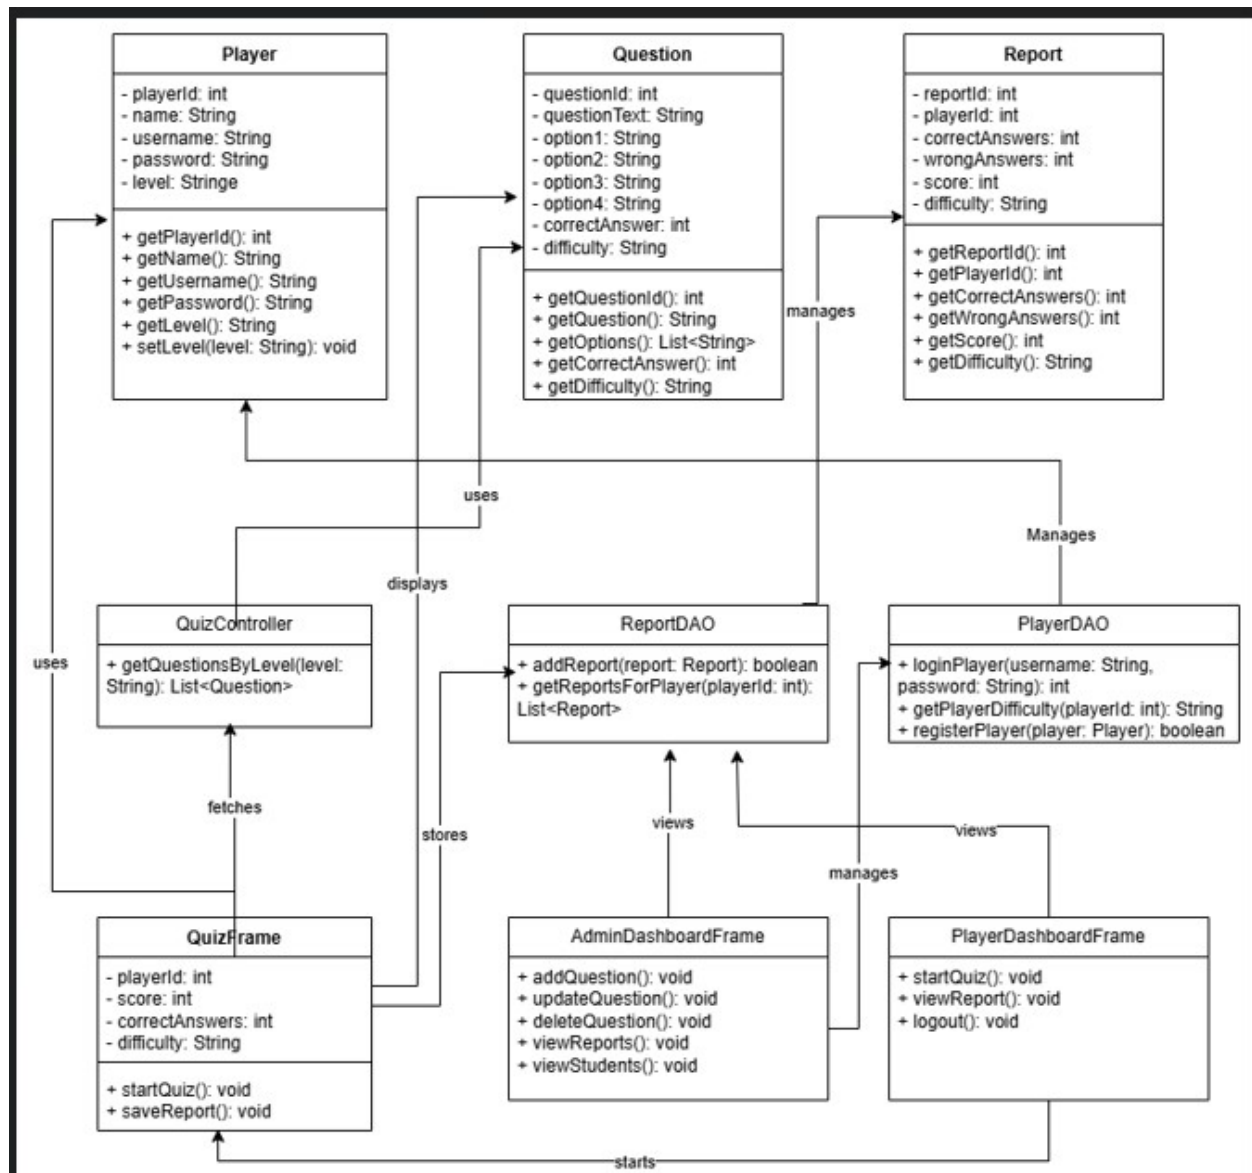 Player
- playerId: int
- name: String
- username: String
- password: String
- level: Stringe
+ getPlayerId(): int
+ getName(): String
+ getUsername(): String
+ getPassword(): String
+ getLevel(): String
+ setLevel(level: String): void
Question
- questionId: int
- questionText: String
- option1: String
- option2: String
- option3: String
- option4: String
- correctAnswer: int
- difficulty: String
+ getQuestionId(): int
+ getQuestion(): String
+ getOptions(): List<String>
+ getCorrectAnswer(): int
+ getDifficulty(): String
Report
- reportId: int
- playerId: int
- correctAnswers: int
- wrongAnswers: int
- score: int
- difficulty: String
+ getReportId(): int
+ getPlayerId(): int
+ getCorrectAnswers(): int
+ getWrongAnswers(): int
+ getScore(): int
+ getDifficulty(): String
manages
uses
Manages
displays
uses
QuizController
+ getQuestionsByLevel(level:
String): List<Question>
ReportDAO
+ addReport(report: Report): boolean
+ getReportsForPlayer(playerId: int):
List<Report>
PlayerDAO
+ loginPlayer(username: String,
password: String): int
+ getPlayerDifficulty(playerId: int): String
+ registerPlayer(player: Player): boolean
fetches
stores
views
views
manages
QuizFrame
- playerId: int
- score: int
- correctAnswers: int
- difficulty: String
+ startQuiz(): void
+ saveReport(): void
AdminDashboardFrame
+ addQuestion(): void
+ updateQuestion(): void
+ deleteQuestion(): void
+ viewReports(): void
+ viewStudents(): void
PlayerDashboardFrame
+ startQuiz(): void
+ viewReport(): void
+ logout(): void
starts